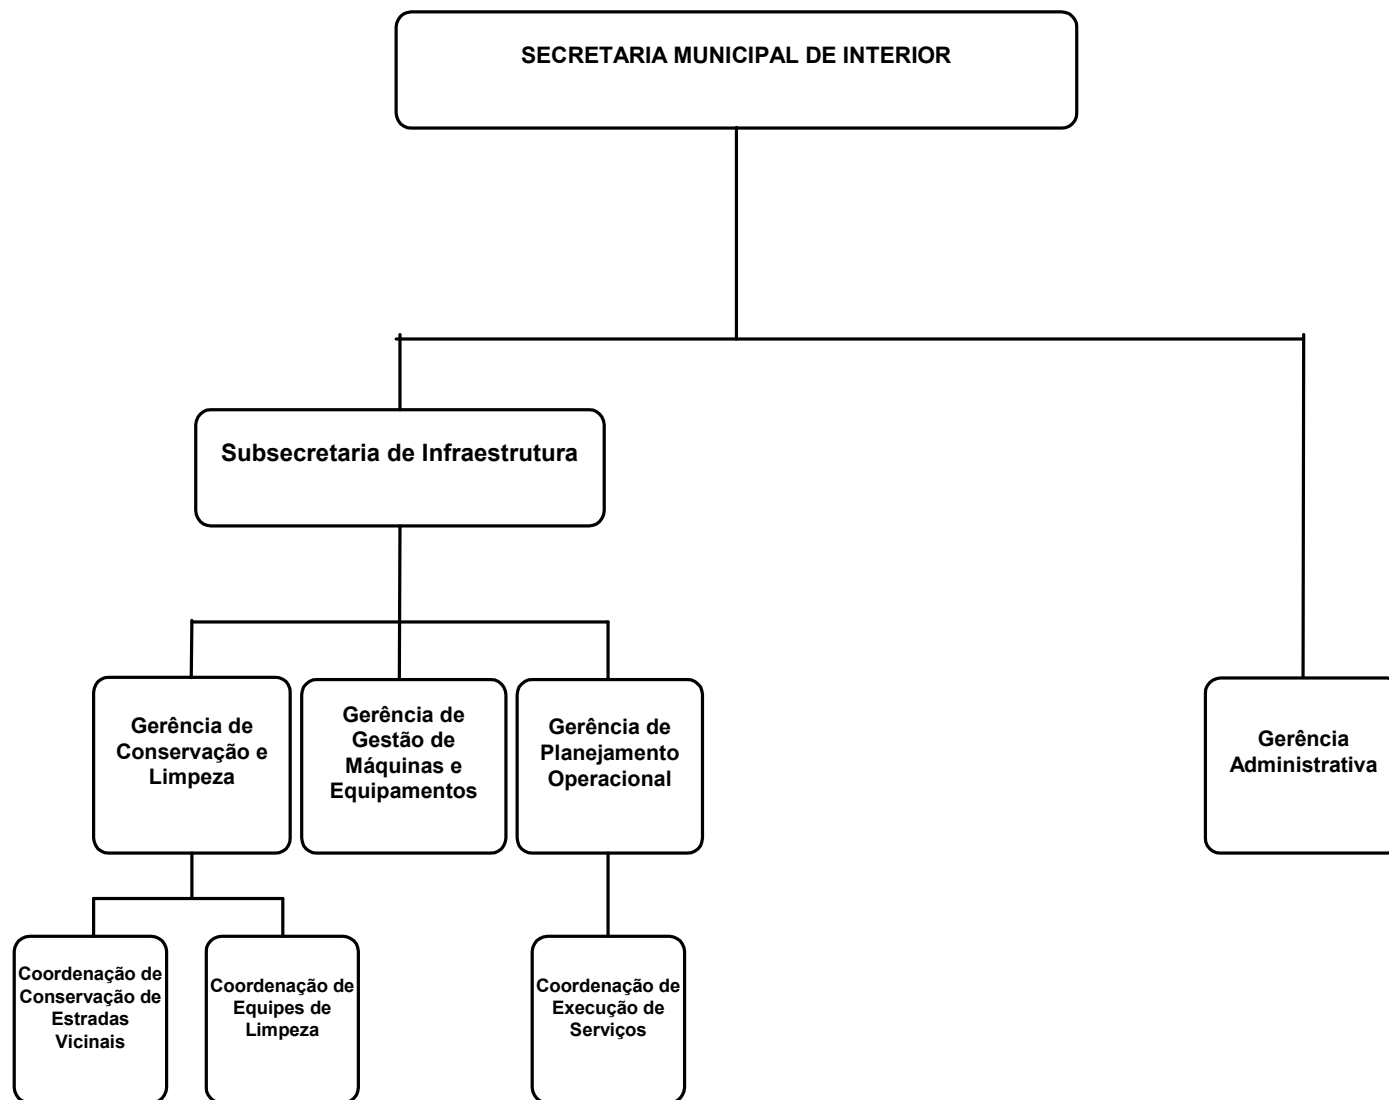 SECRETARIA MUNICIPAL DE INTERIOR
Subsecretaria de Infraestrutura
Gerência de
Conservação e
Limpeza
Gerência de
Gestão de
Máquinas e
Equipamentos
Gerência de
Planejamento
Operacional
Gerência
Administrativa
Coordenação de
Conservação de
Estradas
Vicinais
Coordenação de
Equipes de
Limpeza
Coordenação de
Execução de
Serviços